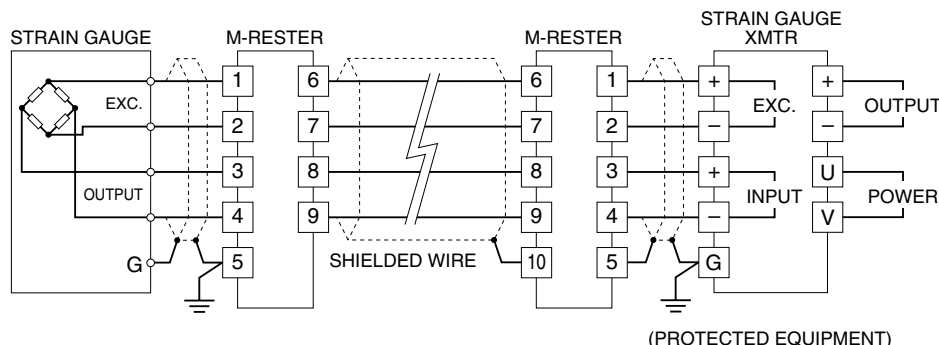 STRAIN GAUGE
STRAIN GAUGE M-RESTER M-RESTER XMTR
1 6 6 1 + +
EXC. EXC. OUTPUT
2 7 7 2 − −
3 8 8 3 + U
OUTPUT INPUT POWER
4 9 9 4 − V
G 5 SHIELDED WIRE 10 5 G
(PROTECTED EQUIPMENT)